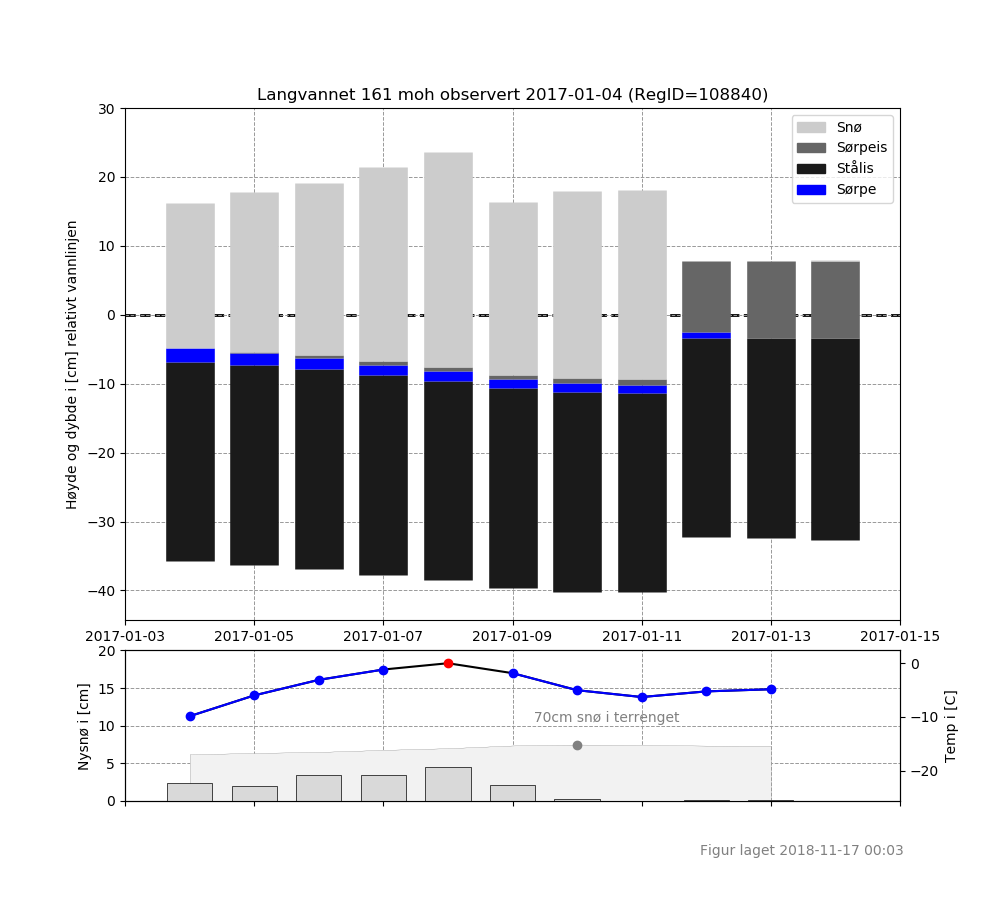 Langvannet 161 moh observert 2017-01-04 (RegID=108840)
Høyde og dybde i [cm] relativt vannlinjen
30
20
10
0
−10
−20
−30
−40
Snø
Sørpeis
Stålis
Sørpe
2017-01-03 2017-01-05 2017-01-07 2017-01-09 2017-01-11 2017-01-13 2017-01-15
Nysnø i [cm]
20
15
10
5
0
70cm snø i terrenget
0
−10
−20
Temp i [C]
Figur laget 2018-11-17 00:03